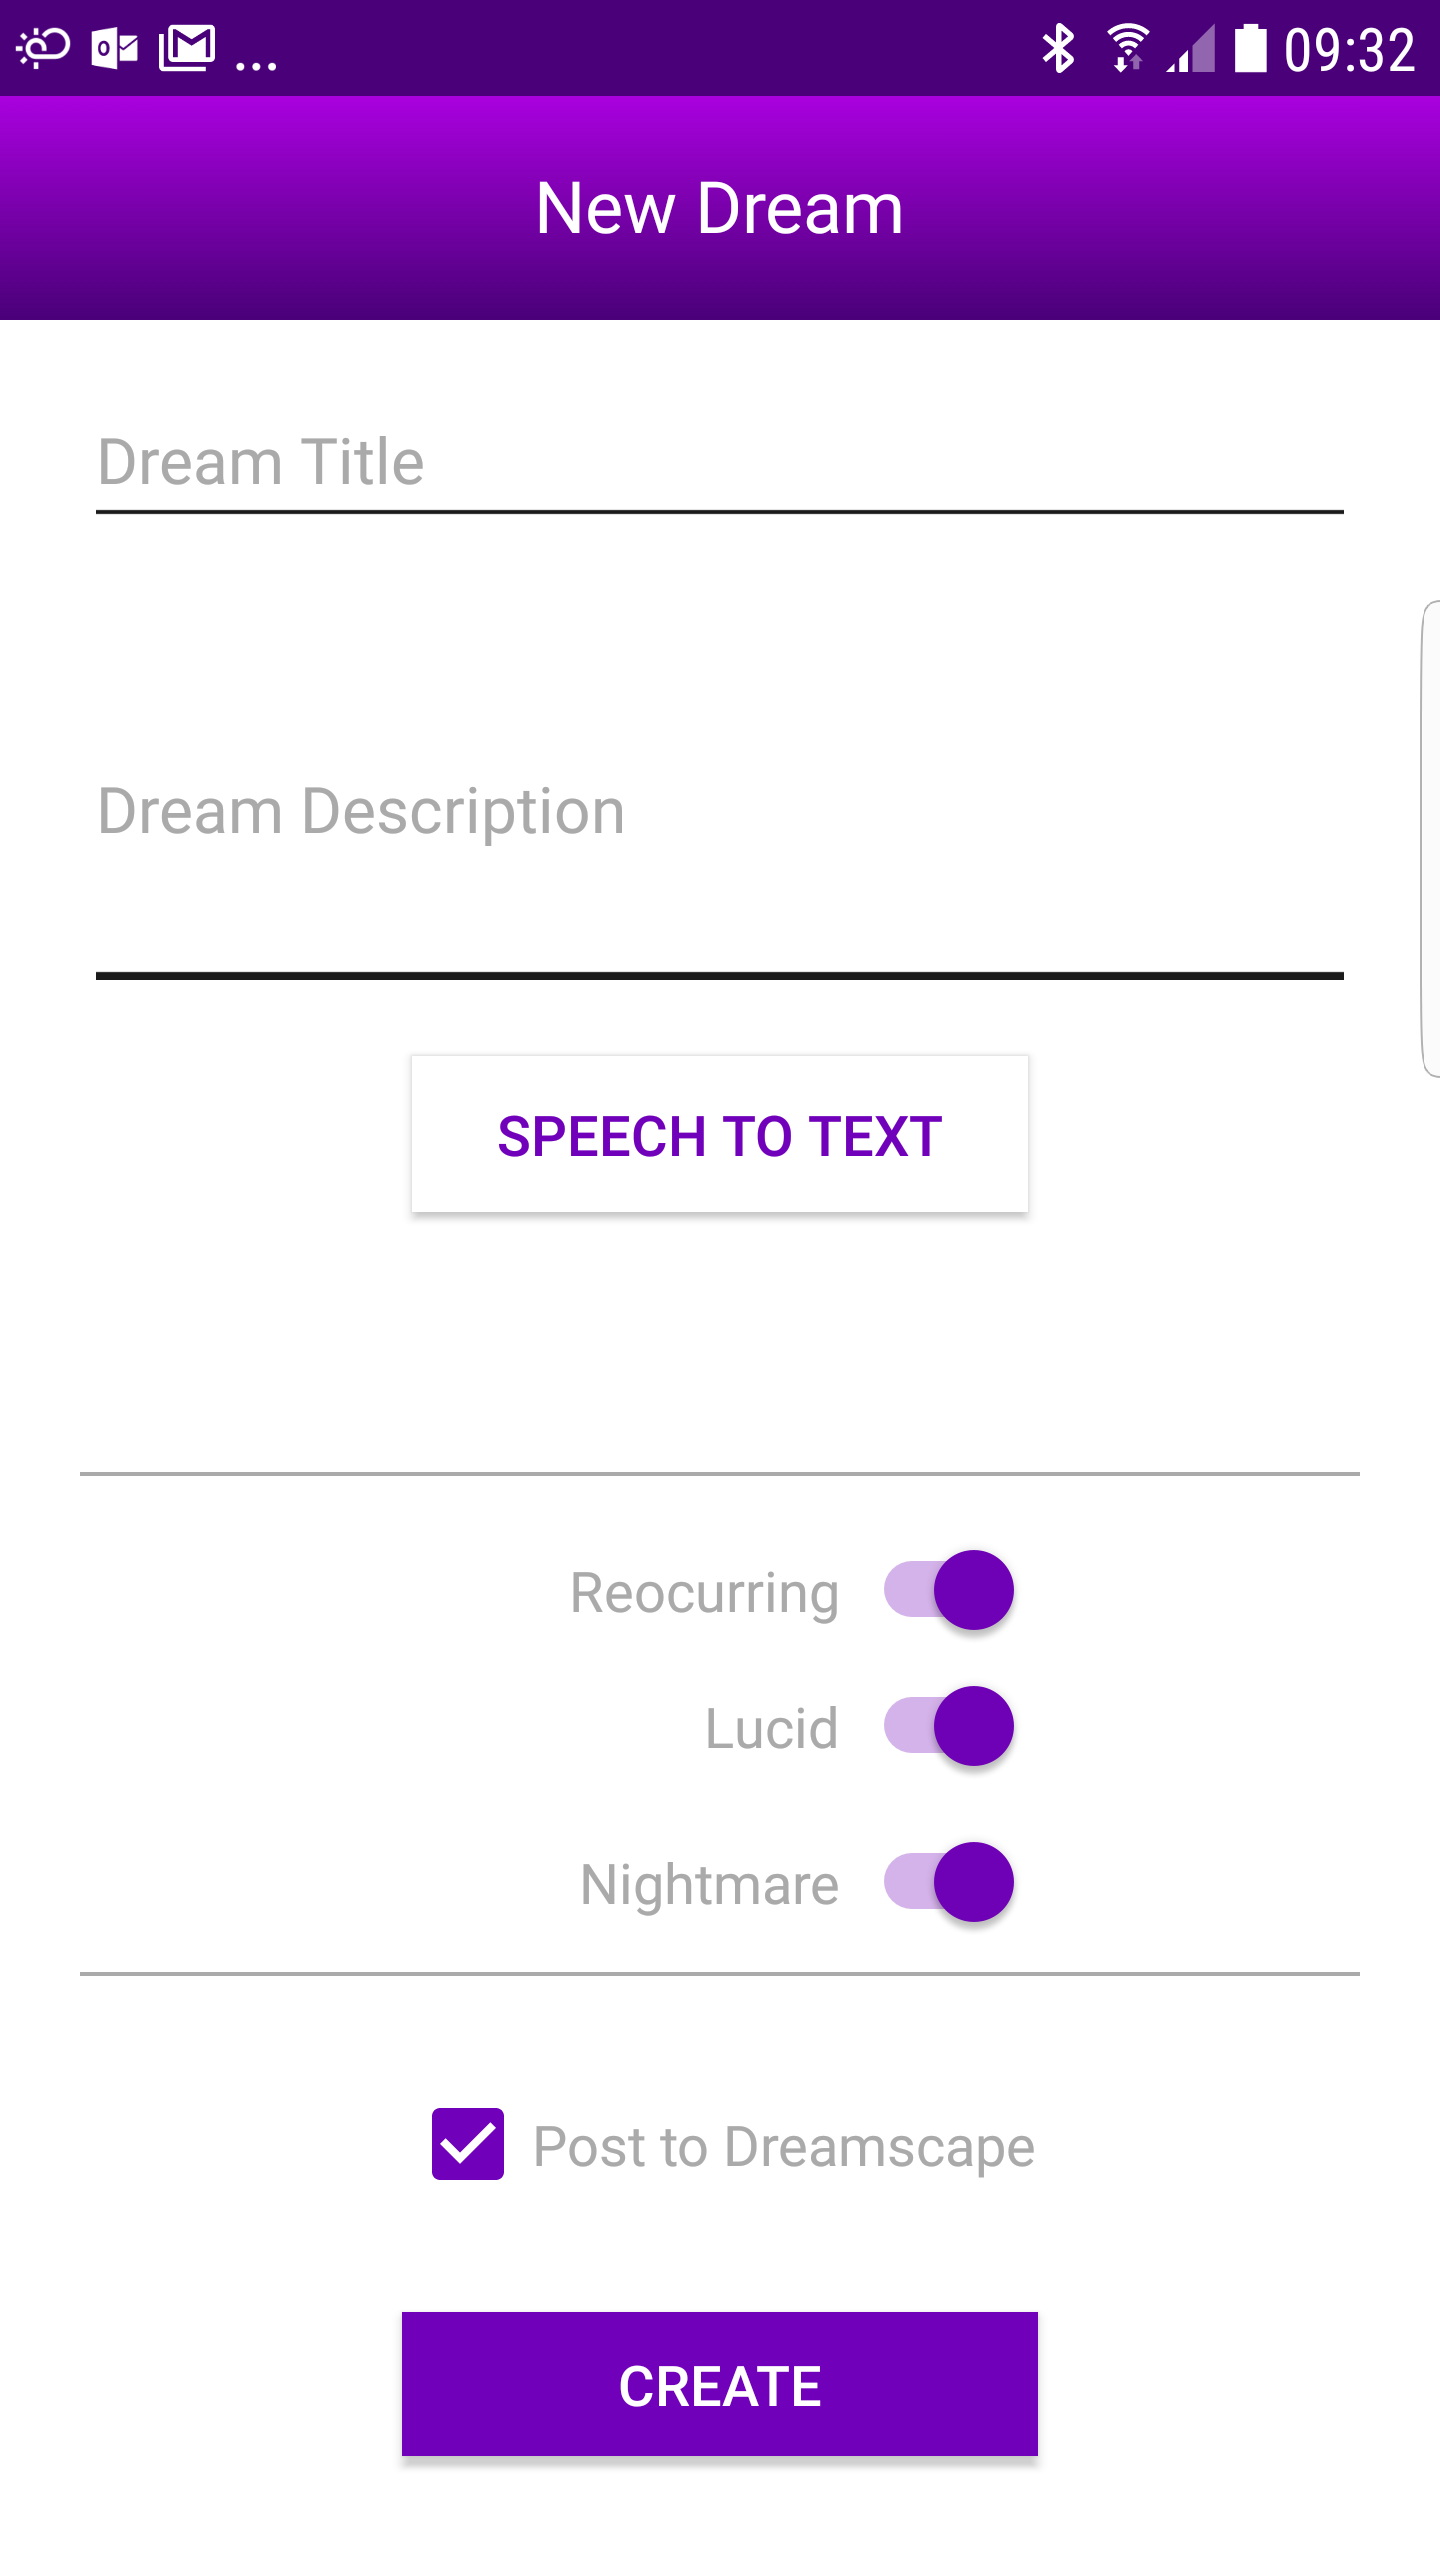 ... 09:32
New Dream
Dream Title
Dream Description
SPEECH TO TEXT
Reocurring
Lucid
Nightmare
Post to Dreamscape
CREATE